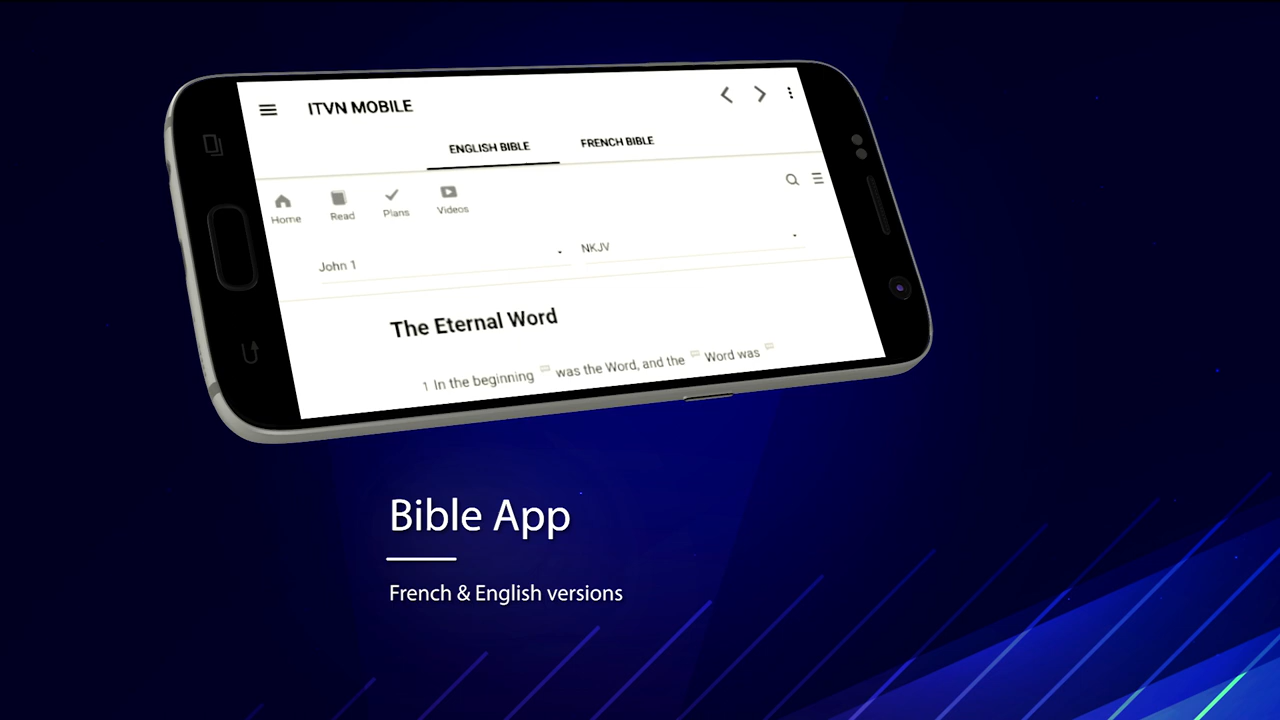 ITVN MOBILE
ENGLISH BIBLE FRENCH BIBLE
Home Read Plans Videos
John 1 NKJV
The Eternal Word
1 In the beginning was the Word, and the Word was
Bible App
French & English versions